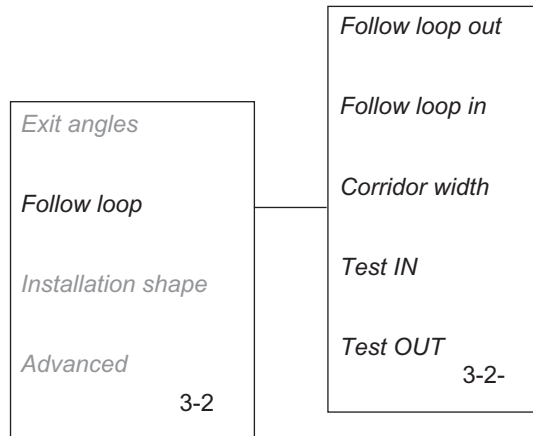 Exit angles
Follow loop
Installation shape
Advanced
3-2
Follow loop out
Follow loop in
Corridor width
Test IN
Test OUT
3-2-